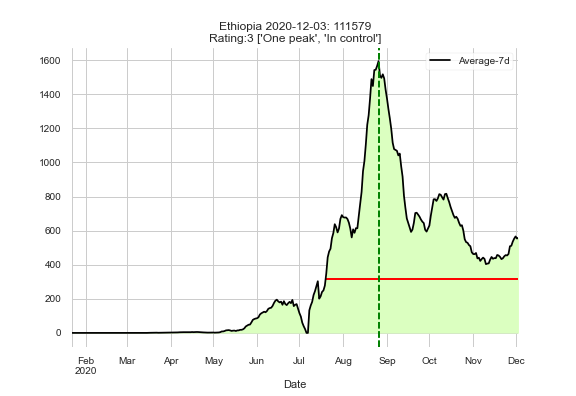 Ethiopia 2020-12-03: 111579
Rating:3 ['One peak', 'In control']
Average-7d
1600
1400
1200
1000
800
600
400
200
0
Feb Mar Apr May Jun Jul Aug Sep Oct Nov Dec
2020
Date